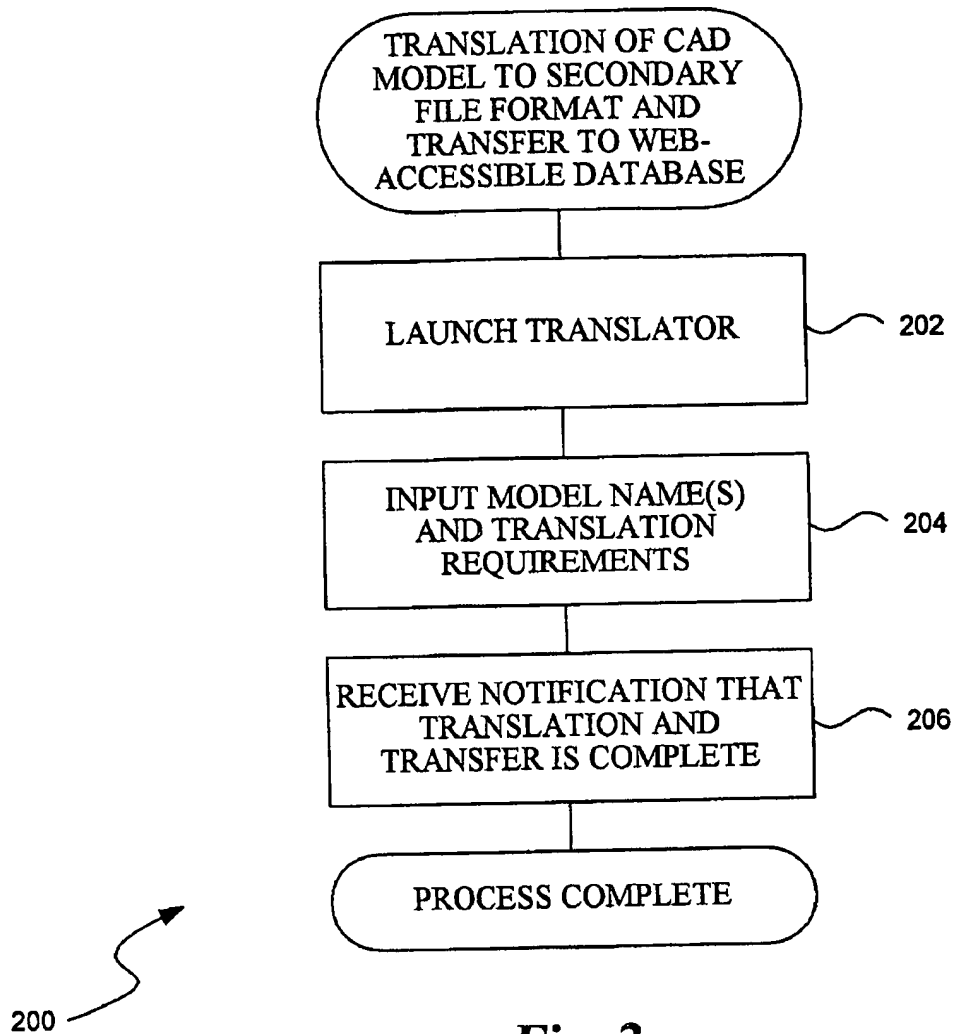 TRANSLATION OF CAD
MODEL TO SECONDARY
FILE FORMAT AND
TRANSFER TO WEB-
ACCESSIBLE DATABASE
LAUNCH TRANSLATOR
202
INPUT MODEL NAME(S)
AND TRANSLATION
REQUIREMENTS
204
RECEIVE NOTIFICATION THAT
TRANSLATION AND
TRANSFER IS COMPLETE
206
PROCESS COMPLETE
200